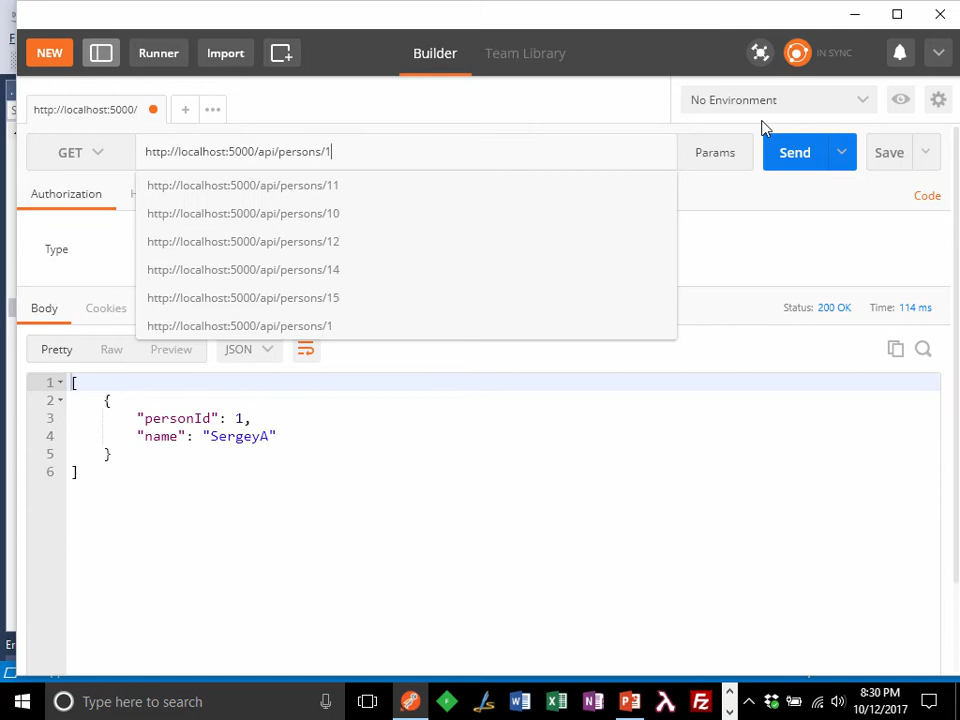 NEW
Runner
Import
Builder
Team Library
IN SYNC
http://localhost:5000/
No Environment
GET
http://localhost:5000/api/persons/1
Params
Send
Save
http://localhost:5000/api/persons/11
http://localhost:5000/api/persons/10
http://localhost:5000/api/persons/12
http://localhost:5000/api/persons/14
http://localhost:5000/api/persons/15
http://localhost:5000/api/persons/1
Authorization
Code
Type
Body
Cookies
Status: 200 OK
Time: 114 ms
Pretty
Raw
Preview
JSON
1 [
2 {
3 "personId": 1,
4 "name": "SergeyA"
5 }
6 ]
Type here to search
8:30 PM
10/12/2017